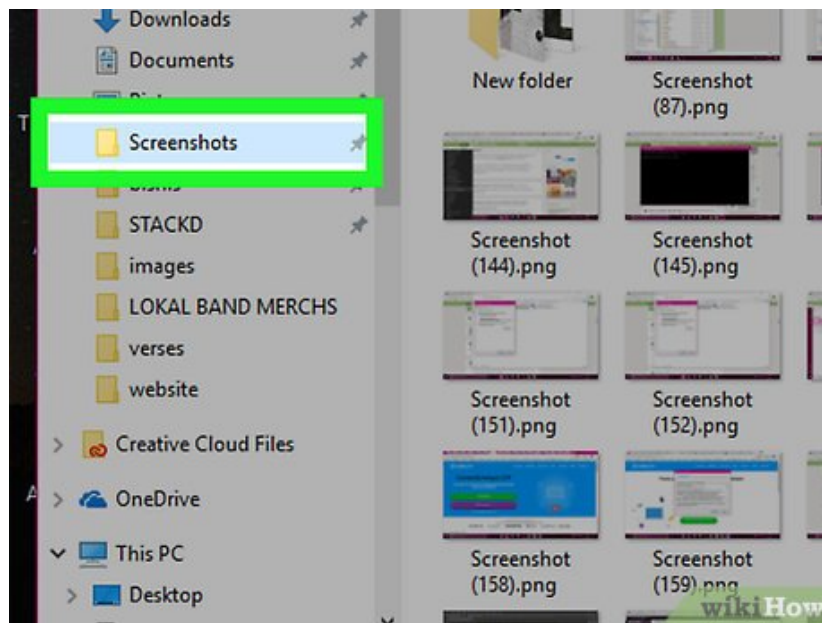 Downloads
Documents
Screenshots
STACKD
images
LOKAL BAND MERCHS
verses
website
Creative Cloud Files
OneDrive
This PC
Desktop
New folder
Screenshot
(87).png
Screenshot
(144).png
Screenshot
(145).png
Screenshot
(151).png
Screenshot
(152).png
Screenshot
(158).png
Screenshot
(159).png
wikiHow